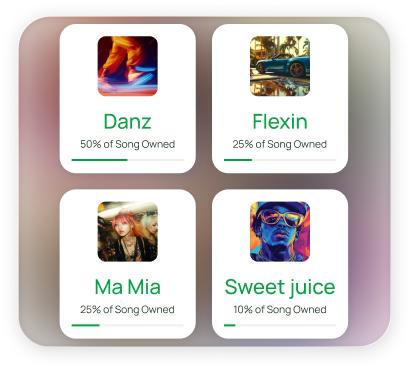 Danz
50% of Song Owned
Flexin
25% of Song Owned
Ma Mia
25% of Song Owned
Sweet juice
10% of Song Owned